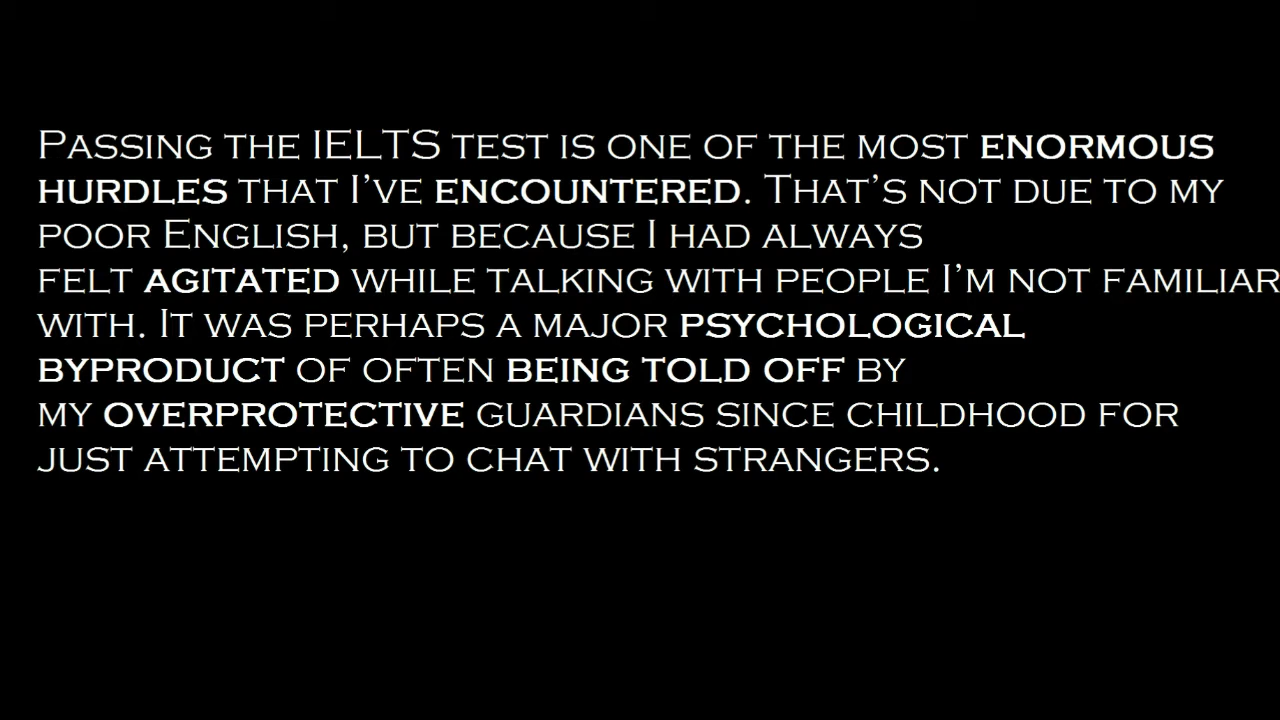 Passing the IELTS test is one of the most enormous
hurdles that I've encountered. That's not due to my
poor English, but because I had always
felt agitated while talking with people I'm not familiar
with. It was perhaps a major psychological
byproduct of often being told off by
my overprotective guardians since childhood for
just attempting to chat with strangers.